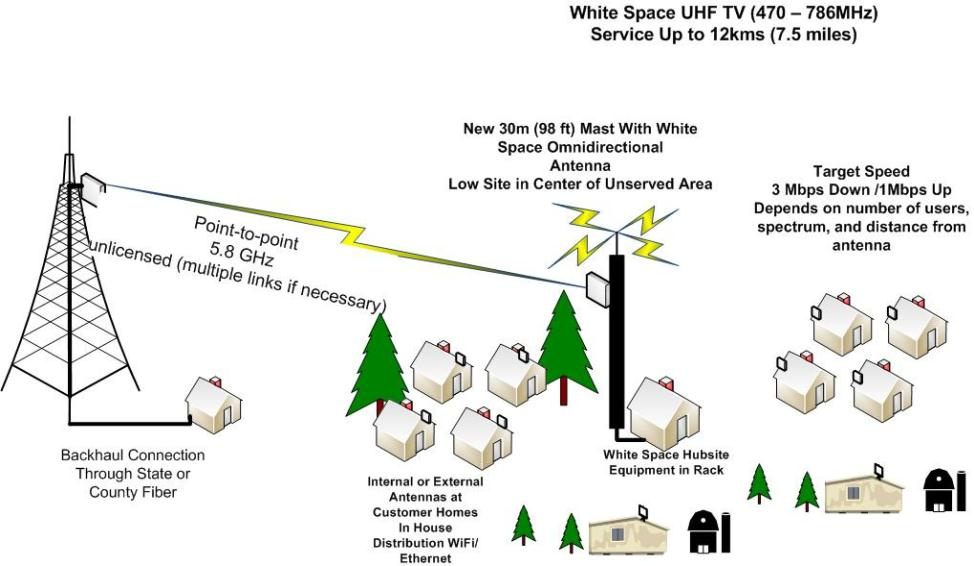 White Space UHF TV (470 – 786MHz)
Service Up to 12kms (7.5 miles)
New 30m (98 ft) Mast With White
Space Omnidirectional
Antenna
Low Site in Center of Unserved Area
Target Speed
3 Mbps Down /1Mbps Up
Depends on number of users,
spectrum, and distance from
antenna
Point-to-point
5.8 GHz
unlicensed (multiple links if necessary)
Backhaul Connection
Through State or
County Fiber
Internal or External
Antennas at
Customer Homes
In House
Distribution WiFi/
Ethernet
White Space Hubsite
Equipment in Rack